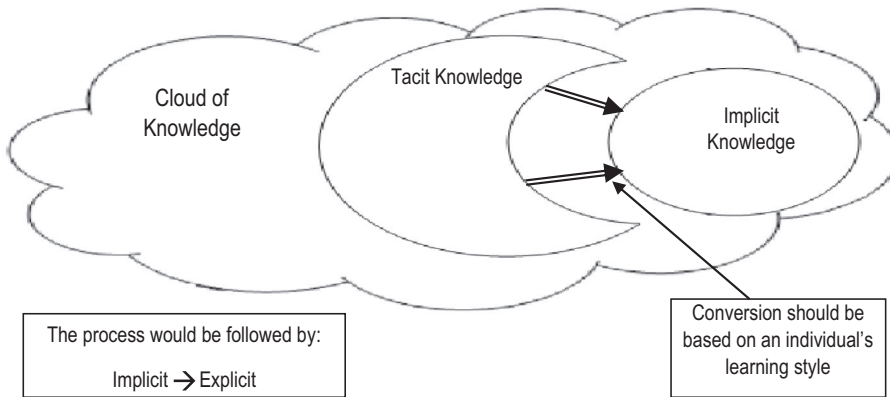 Cloud of
Knowledge
Tacit Knowledge
Implicit
Knowledge
The process would be followed by:
Implicit → Explicit
Conversion should be
based on an individual's
learning style